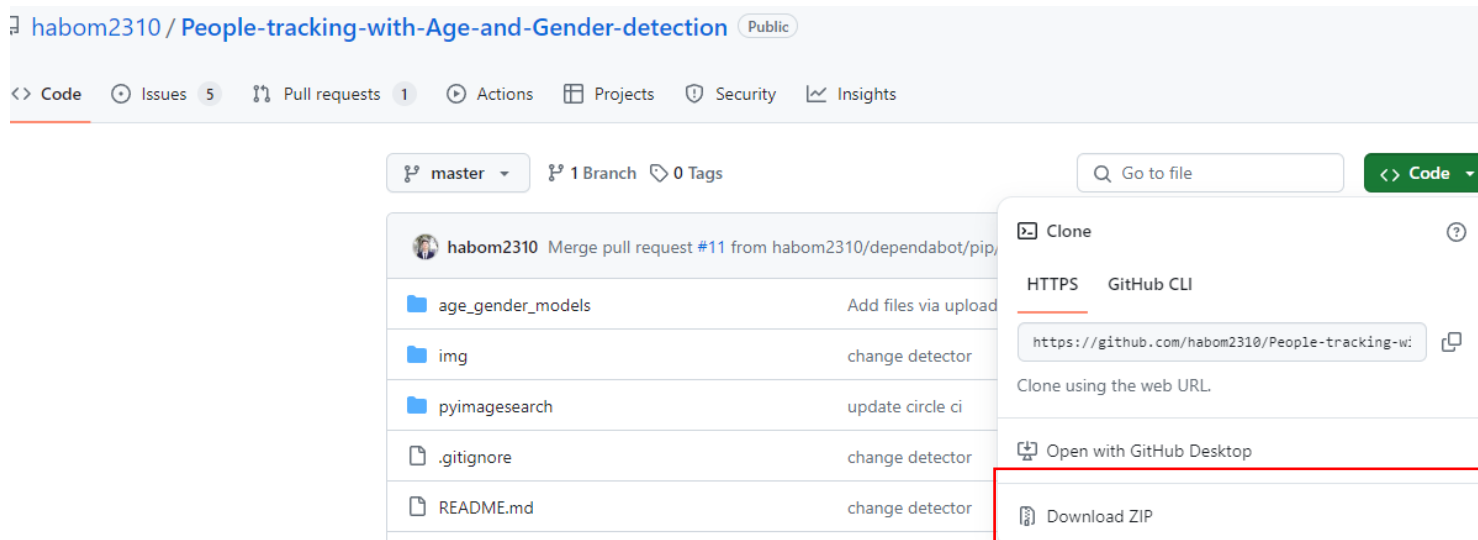 habom2310 / People-tracking-with-Age-and-Gender-detection Public
<> Code Issues 5 Pull requests 1 Actions Projects Security Insights
master 1 Branch 0 Tags Go to file <> Code
habom2310 Merge pull request #11 from habom2310/dependabot/pip/
age_gender_models Add files via upload
img change detector
pyimagesearch update circle ci
.gitignore change detector
README.md change detector
Clone
HTTPS GitHub CLI
https://github.com/habom2310/People-tracking-wi
Clone using the web URL.
Open with GitHub Desktop
Download ZIP